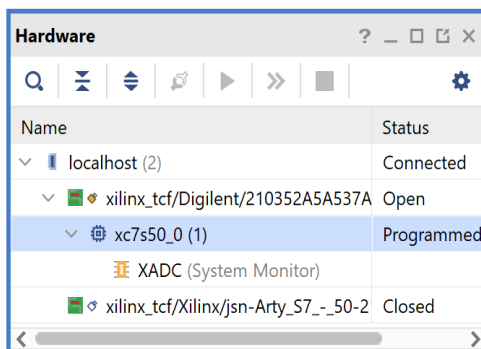 Hardware ?
Name Status
localhost (2) Connected
xilinx_tcf/Digilent/210352A5A537A Open
xc7s50_0 (1) Programmed
XADC (System Monitor)
xilinx_tcf/Xilinx/jsn-Arty_S7_-_50-2 Closed